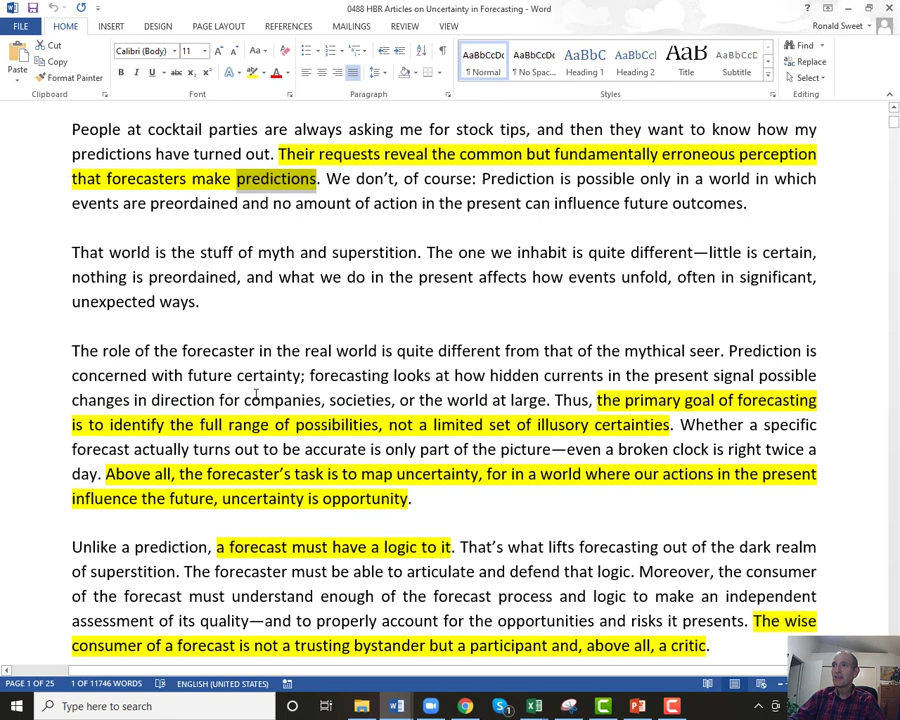 0488 HBR Articles on Uncertainty in Forecasting - Word
FILE HOME INSERT DESIGN PAGE LAYOUT REFERENCES MAILINGS REVIEW VIEW Ronald Sweet
Cut
Copy
Format Painter
Paste
Clipboard
Calibri (Body) 11
Font
Paragraph
AaBbCcDc AaBbCcDc AaBbC AaBbCcl AaB AaBbCcD
¶ Normal ¶ No Spac... Heading 1 Heading 2 Title Subtitle
Styles
Find
Replace
Select
Editing
People at cocktail parties are always asking me for stock tips, and then they want to know how my
predictions have turned out. Their requests reveal the common but fundamentally erroneous perception
that forecasters make predictions. We don’t, of course: Prediction is possible only in a world in which
events are preordained and no amount of action in the present can influence future outcomes.
That world is the stuff of myth and superstition. The one we inhabit is quite different—little is certain,
nothing is preordained, and what we do in the present affects how events unfold, often in significant,
unexpected ways.
The role of the forecaster in the real world is quite different from that of the mythical seer. Prediction is
concerned with future certainty; forecasting looks at how hidden currents in the present signal possible
changes in direction for companies, societies, or the world at large. Thus, the primary goal of forecasting
is to identify the full range of possibilities, not a limited set of illusory certainties. Whether a specific
forecast actually turns out to be accurate is only part of the picture—even a broken clock is right twice a
day. Above all, the forecaster’s task is to map uncertainty, for in a world where our actions in the present
influence the future, uncertainty is opportunity.
Unlike a prediction, a forecast must have a logic to it. That’s what lifts forecasting out of the dark realm
of superstition. The forecaster must be able to articulate and defend that logic. Moreover, the consumer
of the forecast must understand enough of the forecast process and logic to make an independent
assessment of its quality—and to properly account for the opportunities and risks it presents. The wise
consumer of a forecast is not a trusting bystander but a participant and, above all, a critic.
PAGE 1 OF 25 1 OF 11746 WORDS ENGLISH (UNITED STATES)
Type here to search